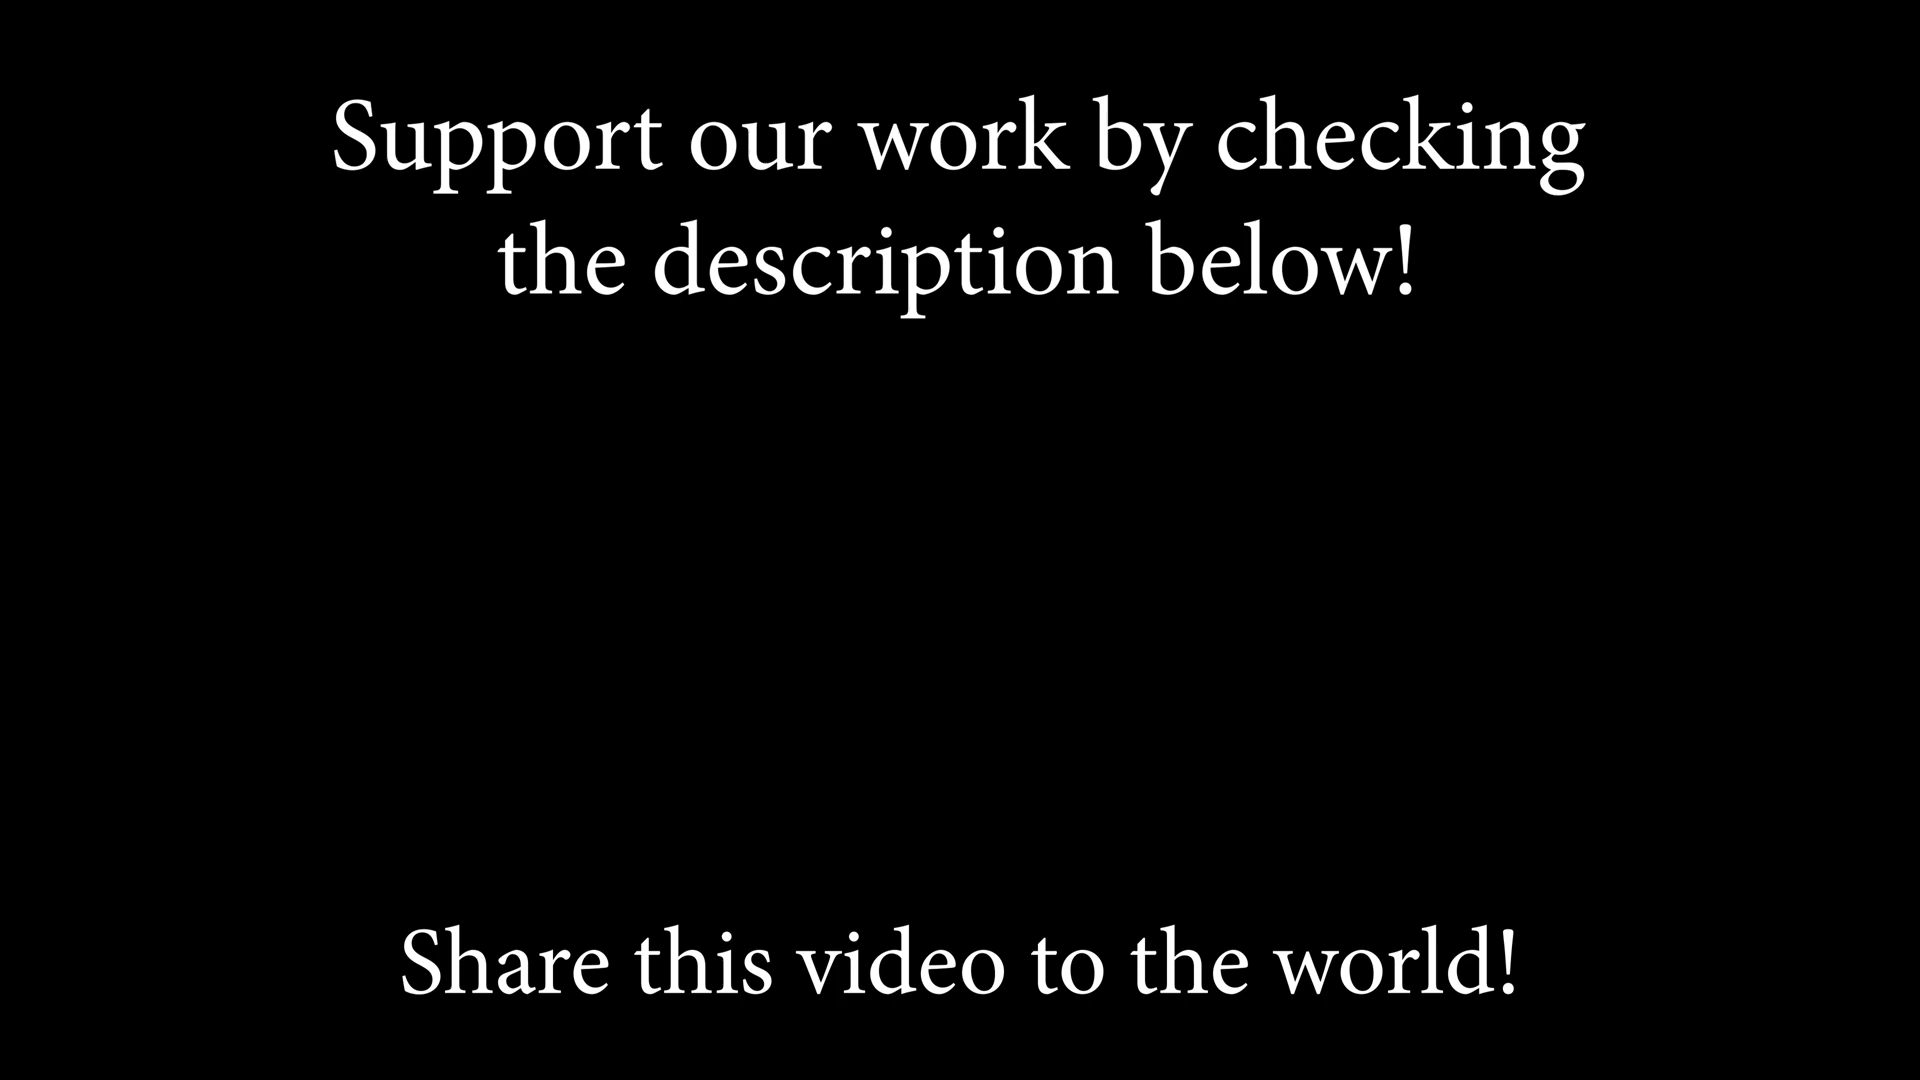 Support our work by checking
the description below!
Share this video to the world!